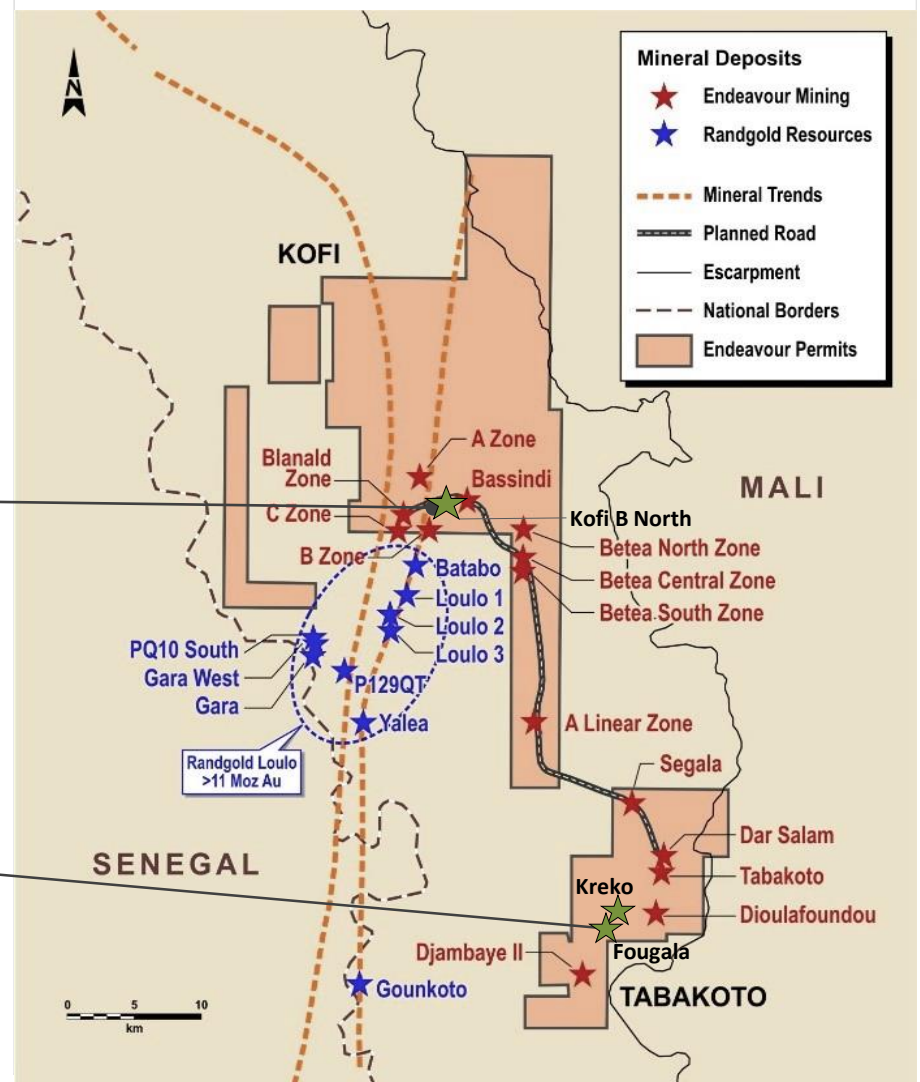 Mineral Deposits
Endeavour Mining
Randgold Resources
Mineral Trends
Planned Road
Escarpment
National Borders
Endeavour Permits
N
KOFI
A Zone
Blanald
Zone
Bassindi
MALI
C Zone
Kofi B North
B Zone
Betea North Zone
Batabo
Betea Central Zone
Loulo 1
Betea South Zone
Loulo 2
PQ10 South
Loulo 3
Gara West
P129QT
Gara
Yalea
A Linear Zone
Randgold Loulo
>11 Moz Au
Segala
Dar Salam
SENEGAL
Tabakoto
Kreko
Dioulafoundou
Fougala
Djambaye II
Gounkoto
TABAKOTO
0 5 10
km